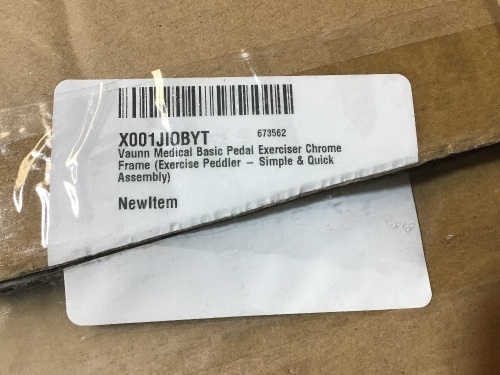 X001JIOBYT 673562
Vaunn Medical Basic Pedal Exerciser Chrome
Frame (Exercise Peddler – Simple & Quick
Assembly)
NewItem